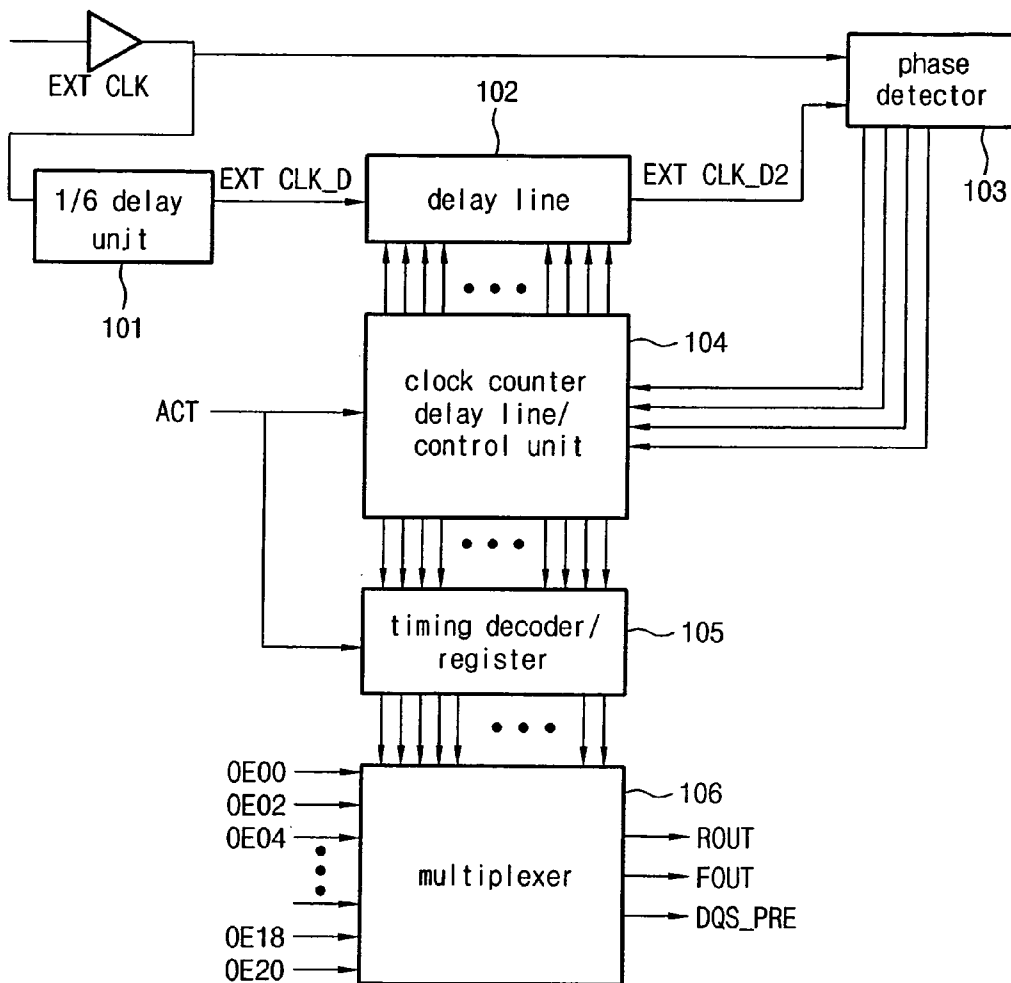 EXT CLK
phase
detector
103
102
EXT CLK_D
delay line
EXT CLK_D2
1/6 delay
unit
101
104
clock counter
delay line/
control unit
ACT
timing decoder/
register
105
OE00
OE02
OE04
OE18
OE20
multiplexer
106
ROUT
FOUT
DQS_PRE